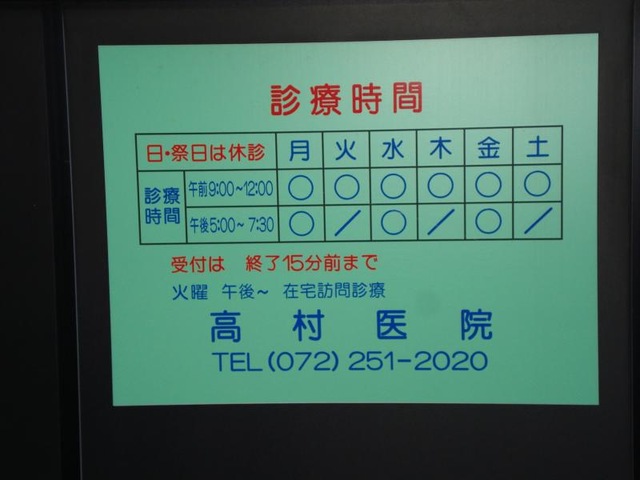 診療時間
日・祭日は休診 月 火 水 木 金 土
診療時間 午前9:00~12:00 ○ ○ ○ ○ ○ ○
午後5:00~7:30 ○ / ○ / ○ /
受付は 終了15分前まで
火曜 午後~ 在宅訪問診療
高村医院
TEL(072)251-2020